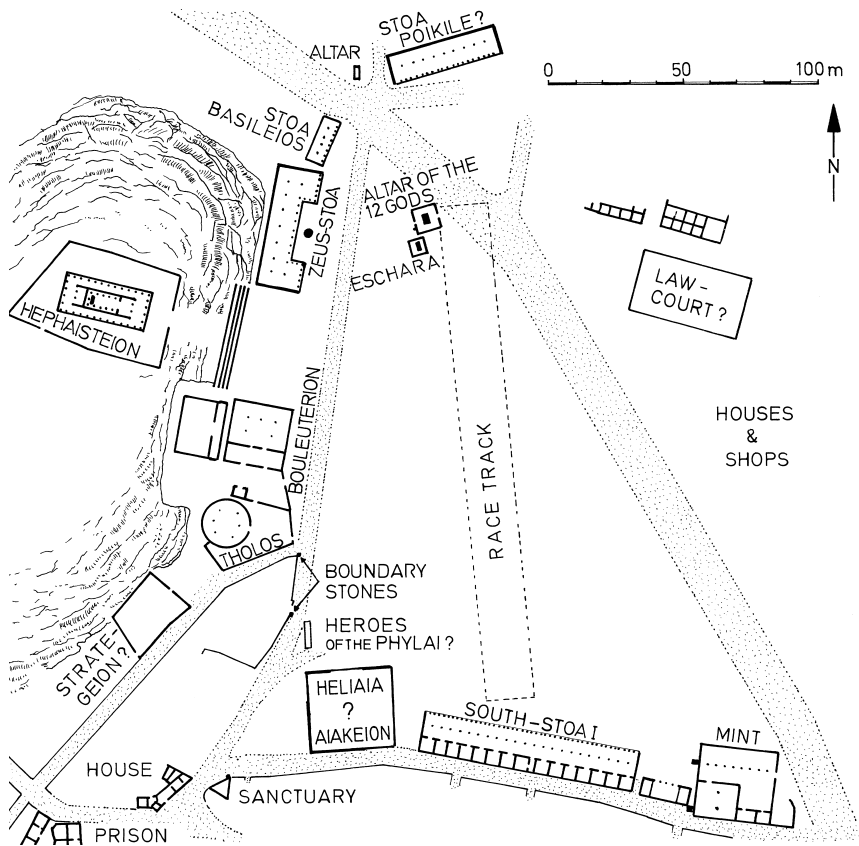 STOA
POIKILE?
ALTAR
0 50 100 m
STOA
BASILEIOS
N
ALTAR OF THE
12 GODS
ZEUS-STOA
ESCHARA
LAW-
COURT?
HEPHAISTEION
BOULEUTERION
HOUSES
&
SHOPS
RACE TRACK
THOLOS
BOUNDARY
STONES
HEROES
OF THE PHYLAI?
STRATE-
GEION?
HELIAIA
?
AIAKEION
SOUTH-STOA I
MINT
HOUSE
SANCTUARY
PRISON